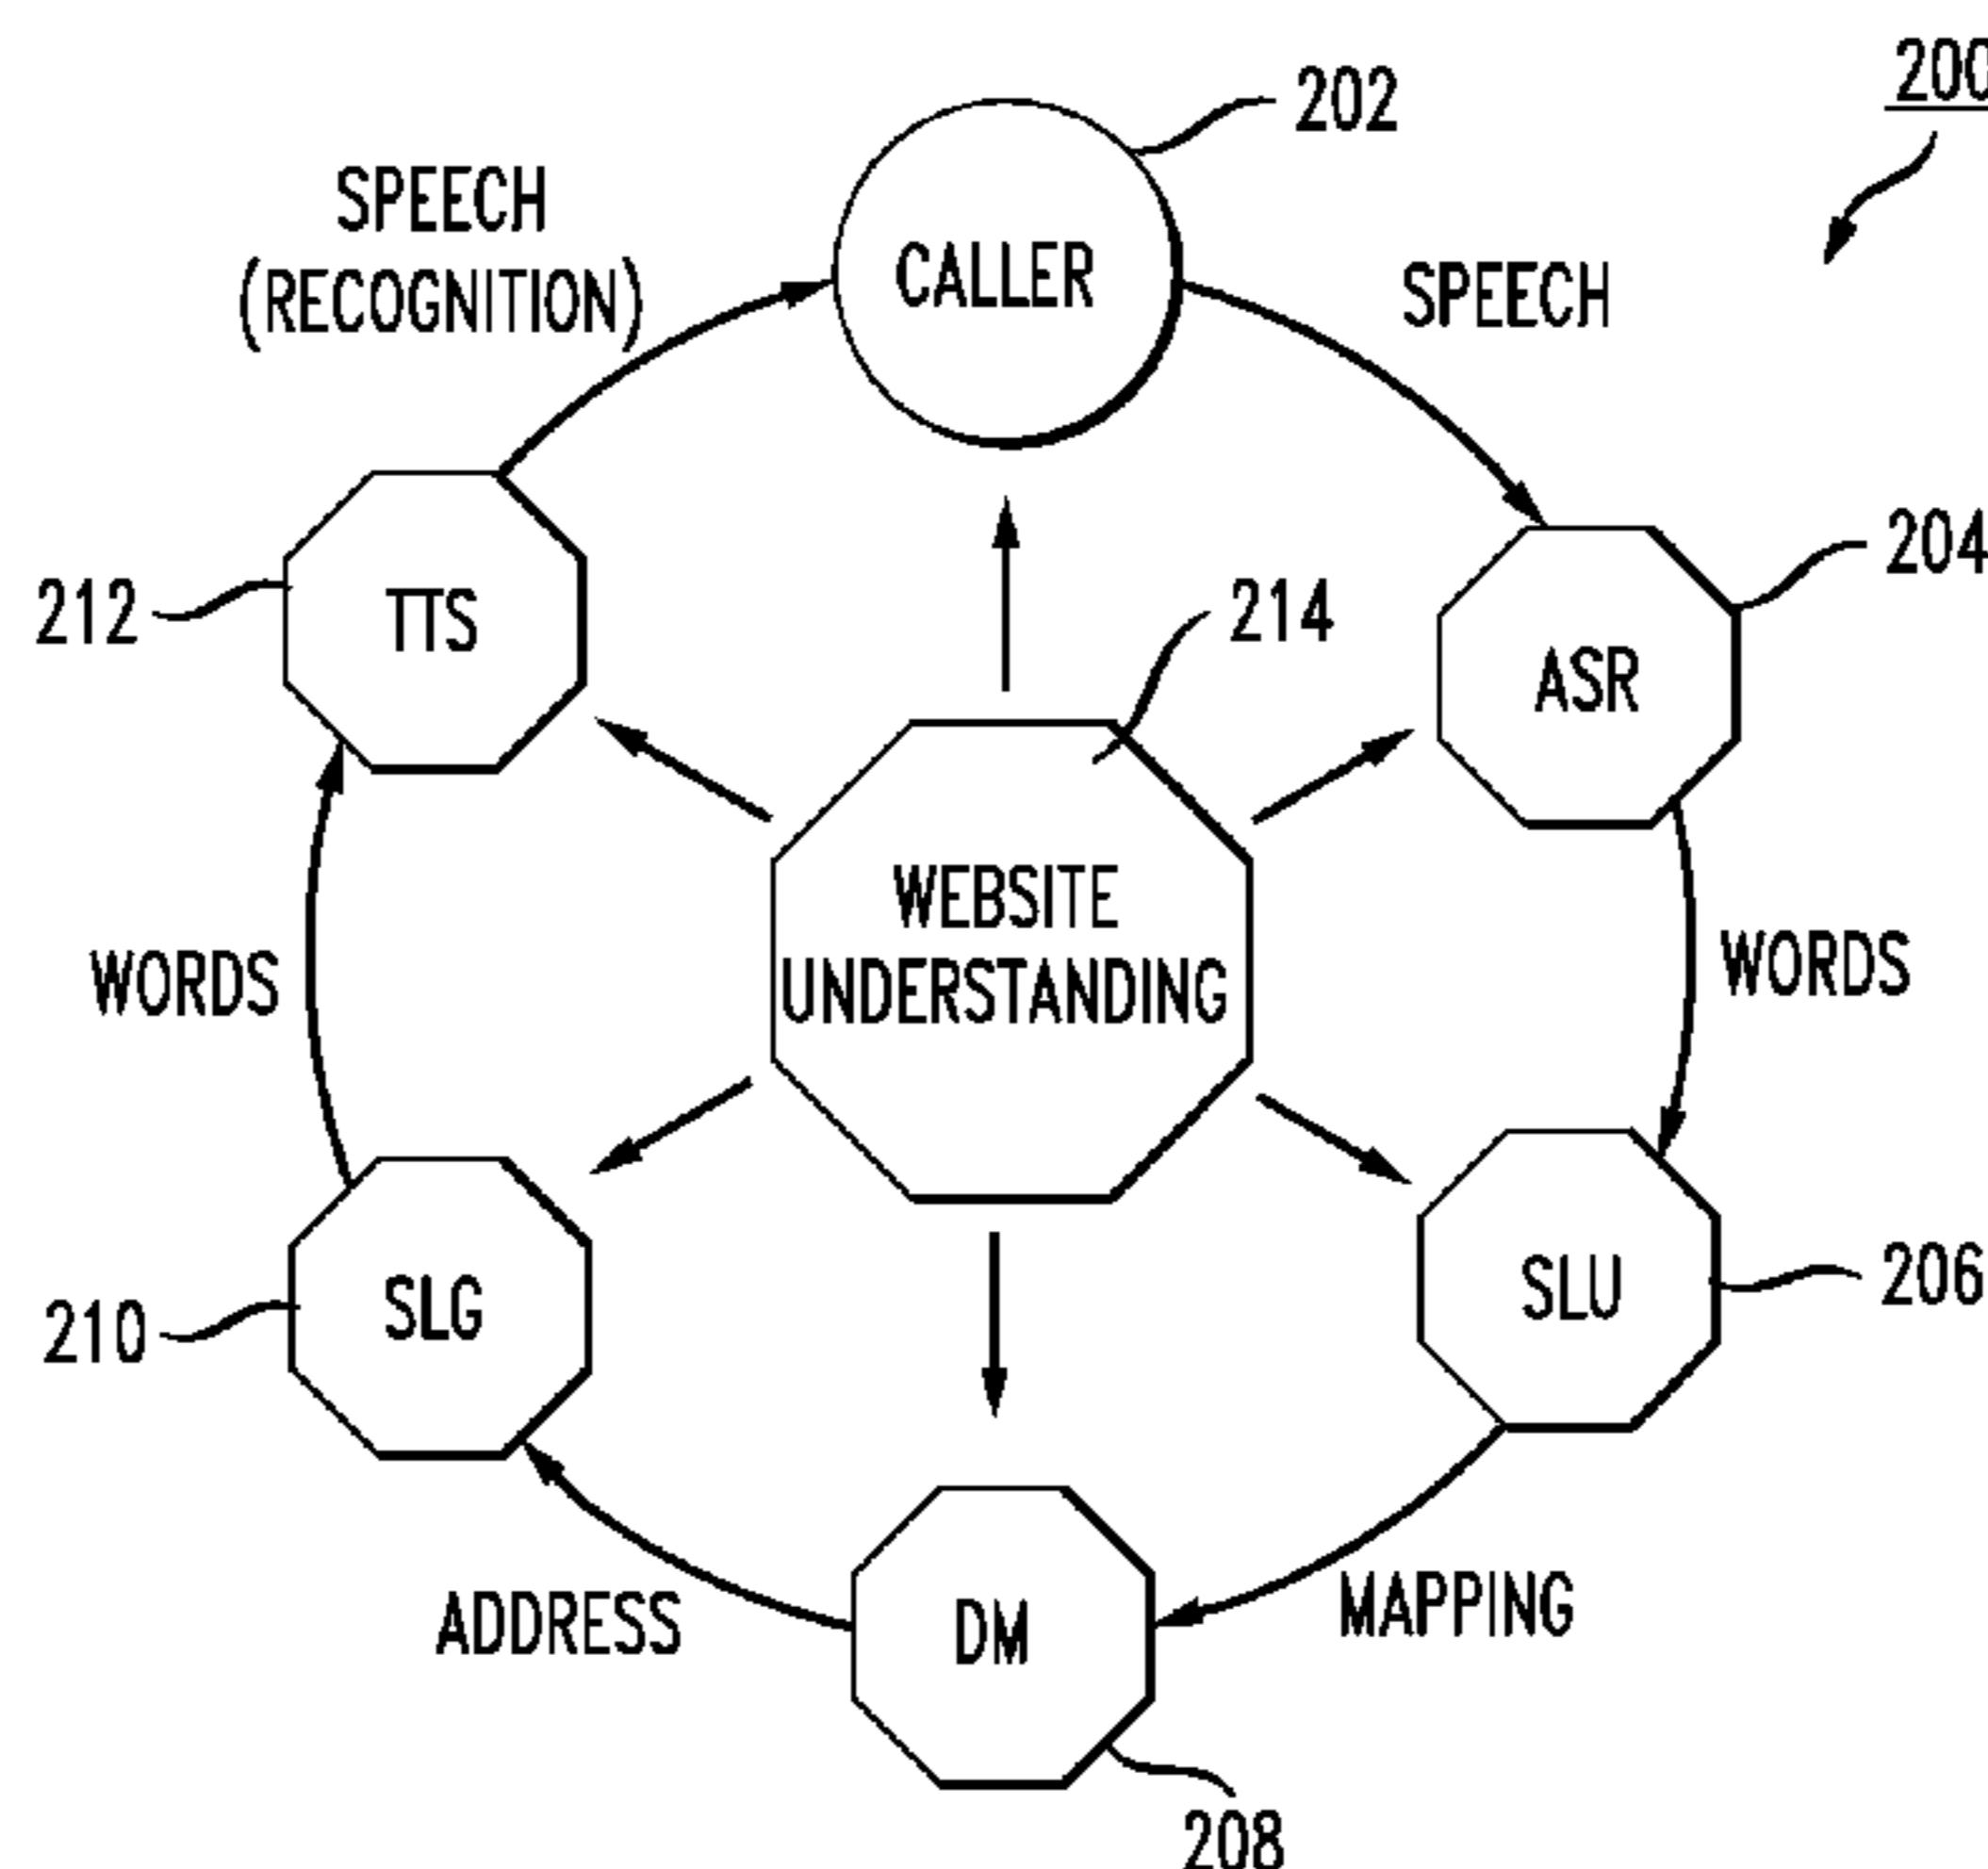 200
202
SPEECH
(RECOGNITION)
CALLER
SPEECH
204
212
TTS
214
ASR
WEBSITE
UNDERSTANDING
WORDS
WORDS
206
210
SLG
SLU
ADDRESS
DM
MAPPING
208